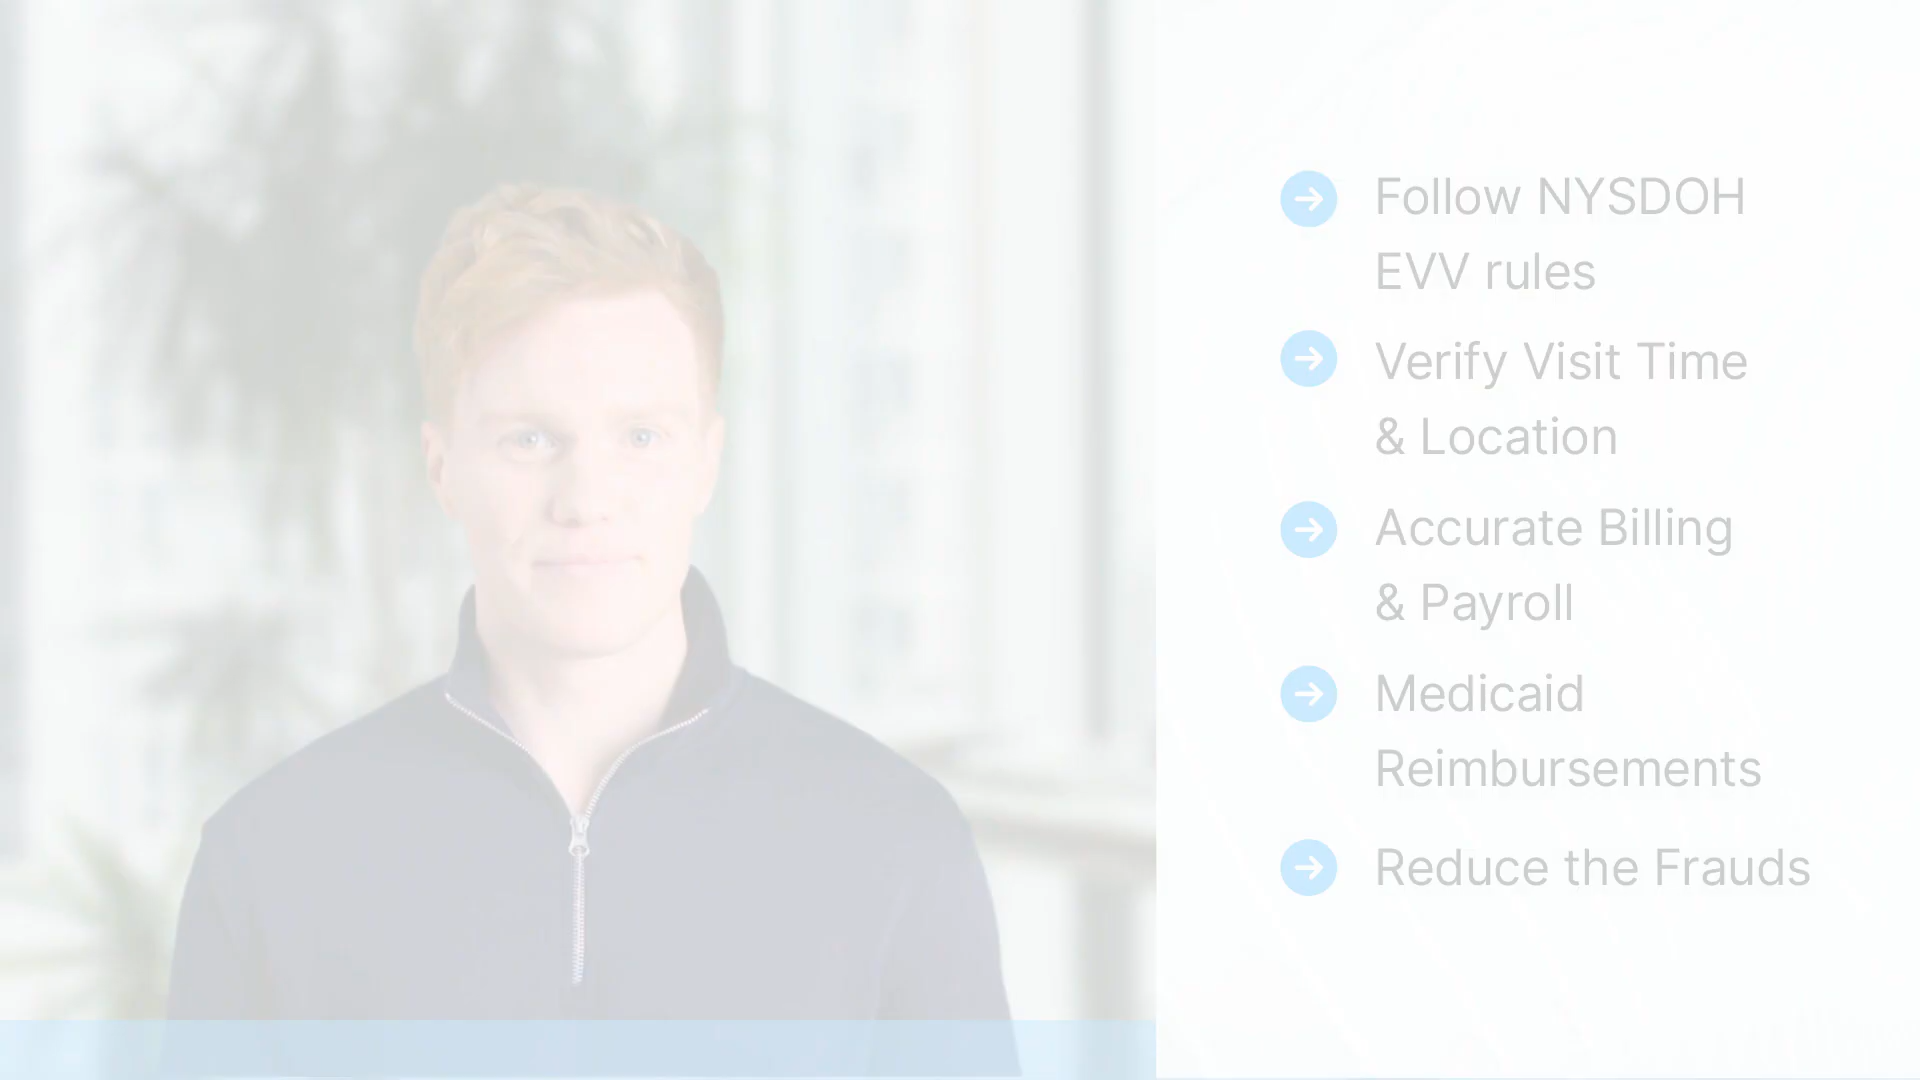 Follow NYSDOH
EVV rules
Verify Visit Time
& Location
Accurate Billing
& Payroll
Medicaid
Reimbursements
Reduce the Frauds